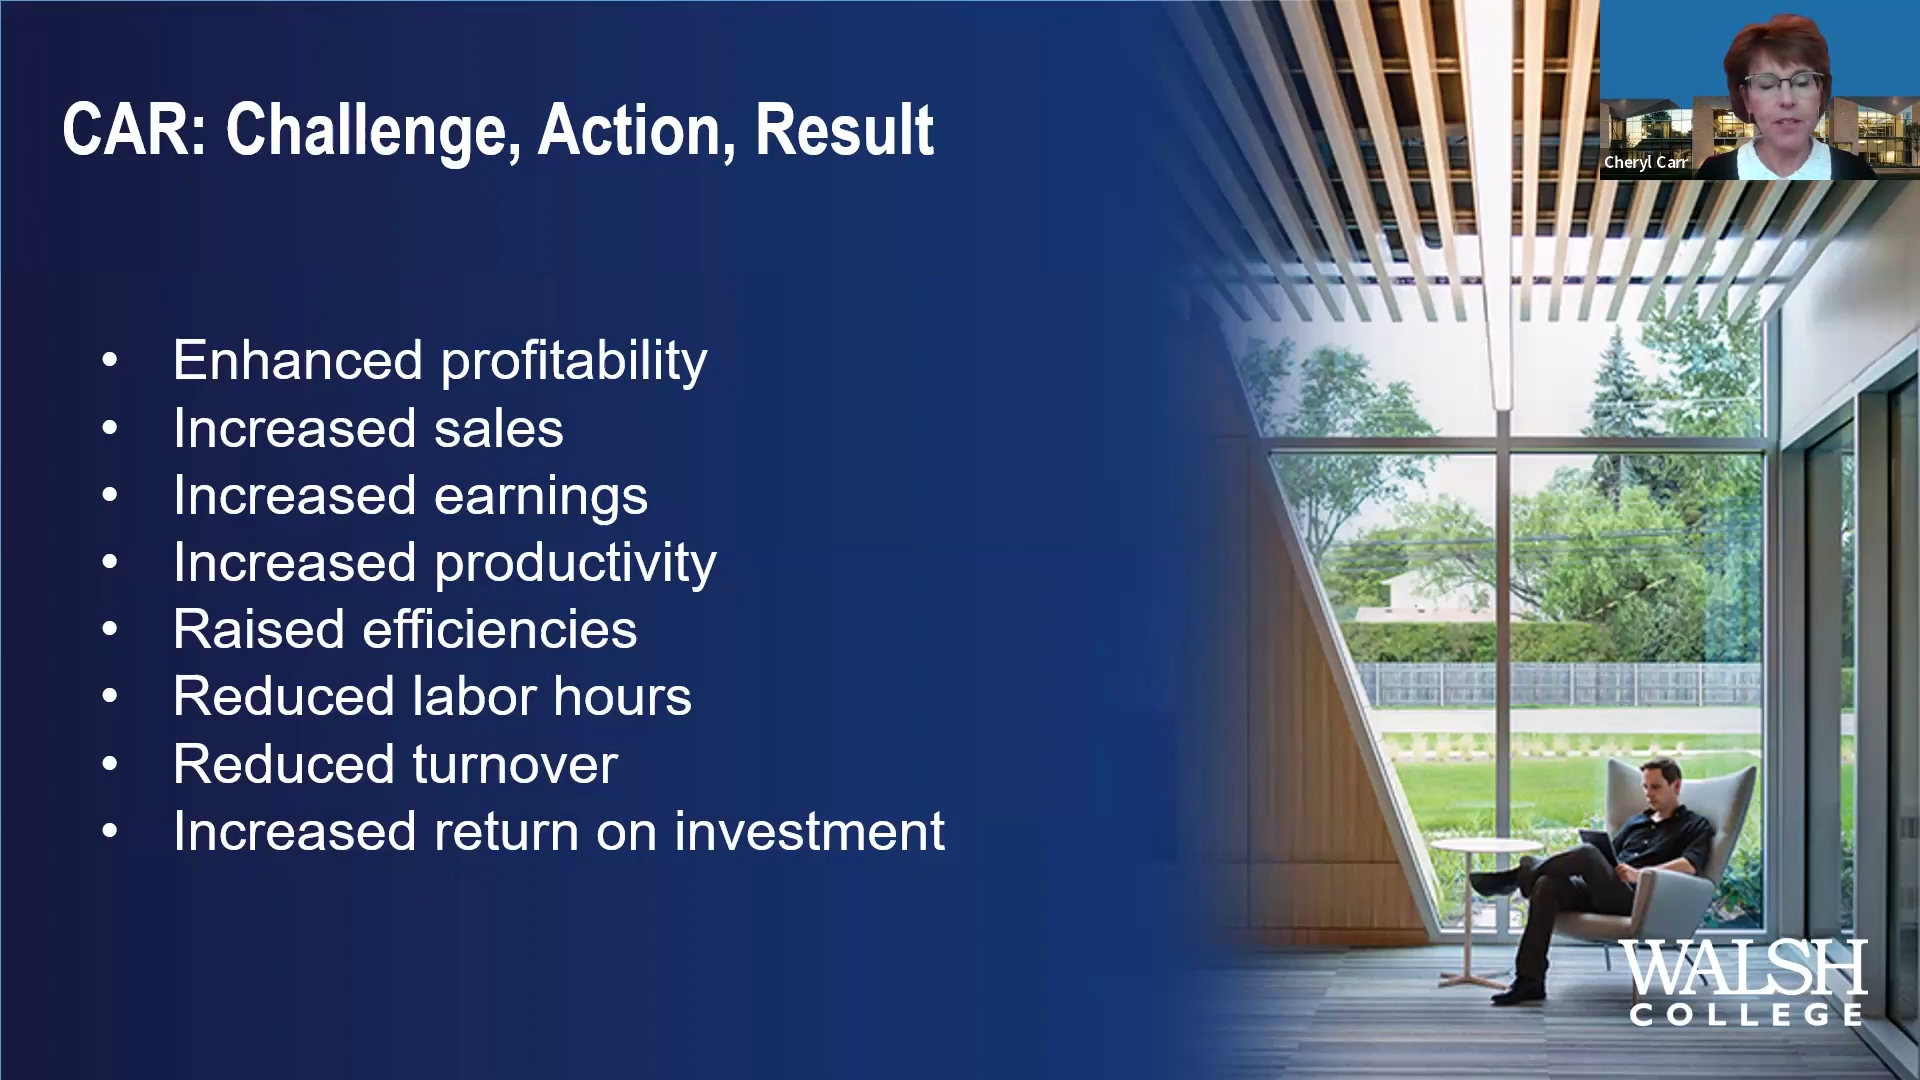 CAR: Challenge, Action, Result
Cheryl Carr
• Enhanced profitability
• Increased sales
• Increased earnings
• Increased productivity
• Raised efficiencies
• Reduced labor hours
• Reduced turnover
• Increased return on investment
WALSH
COLLEGE